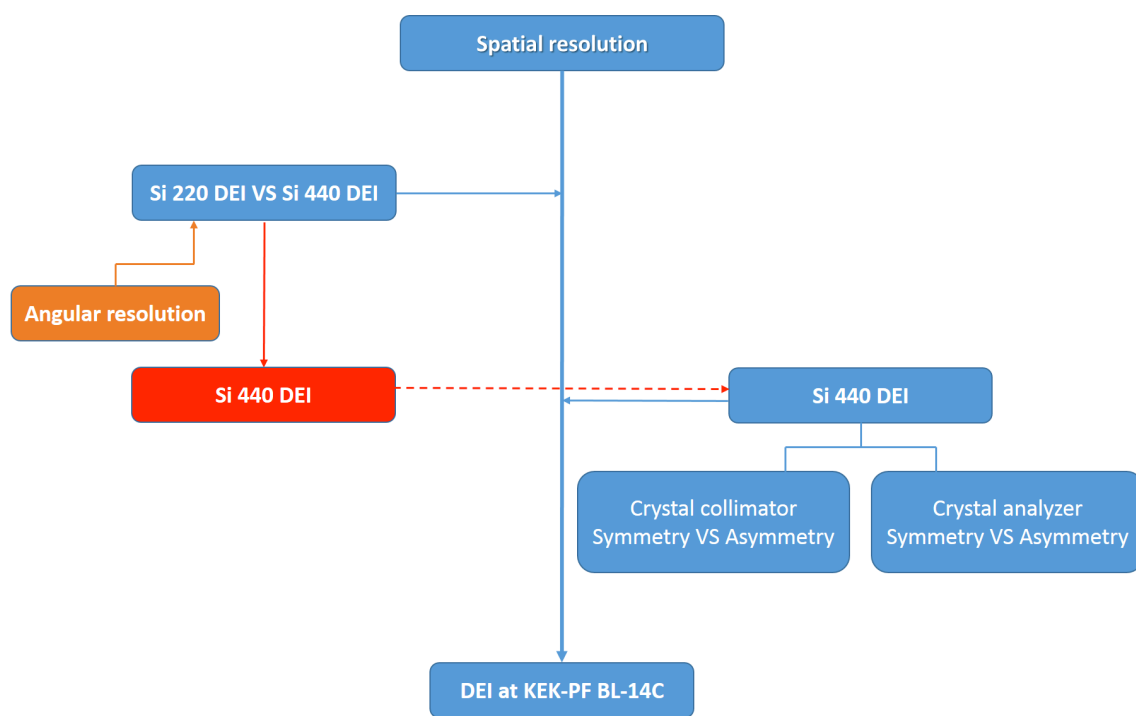 Spatial resolution
Si 220 DEI VS Si 440 DEI
Angular resolution
Si 440 DEI
Si 440 DEI
Crystal collimator
Symmetry VS Asymmetry
Crystal analyzer
Symmetry VS Asymmetry
DEI at KEK-PF BL-14C